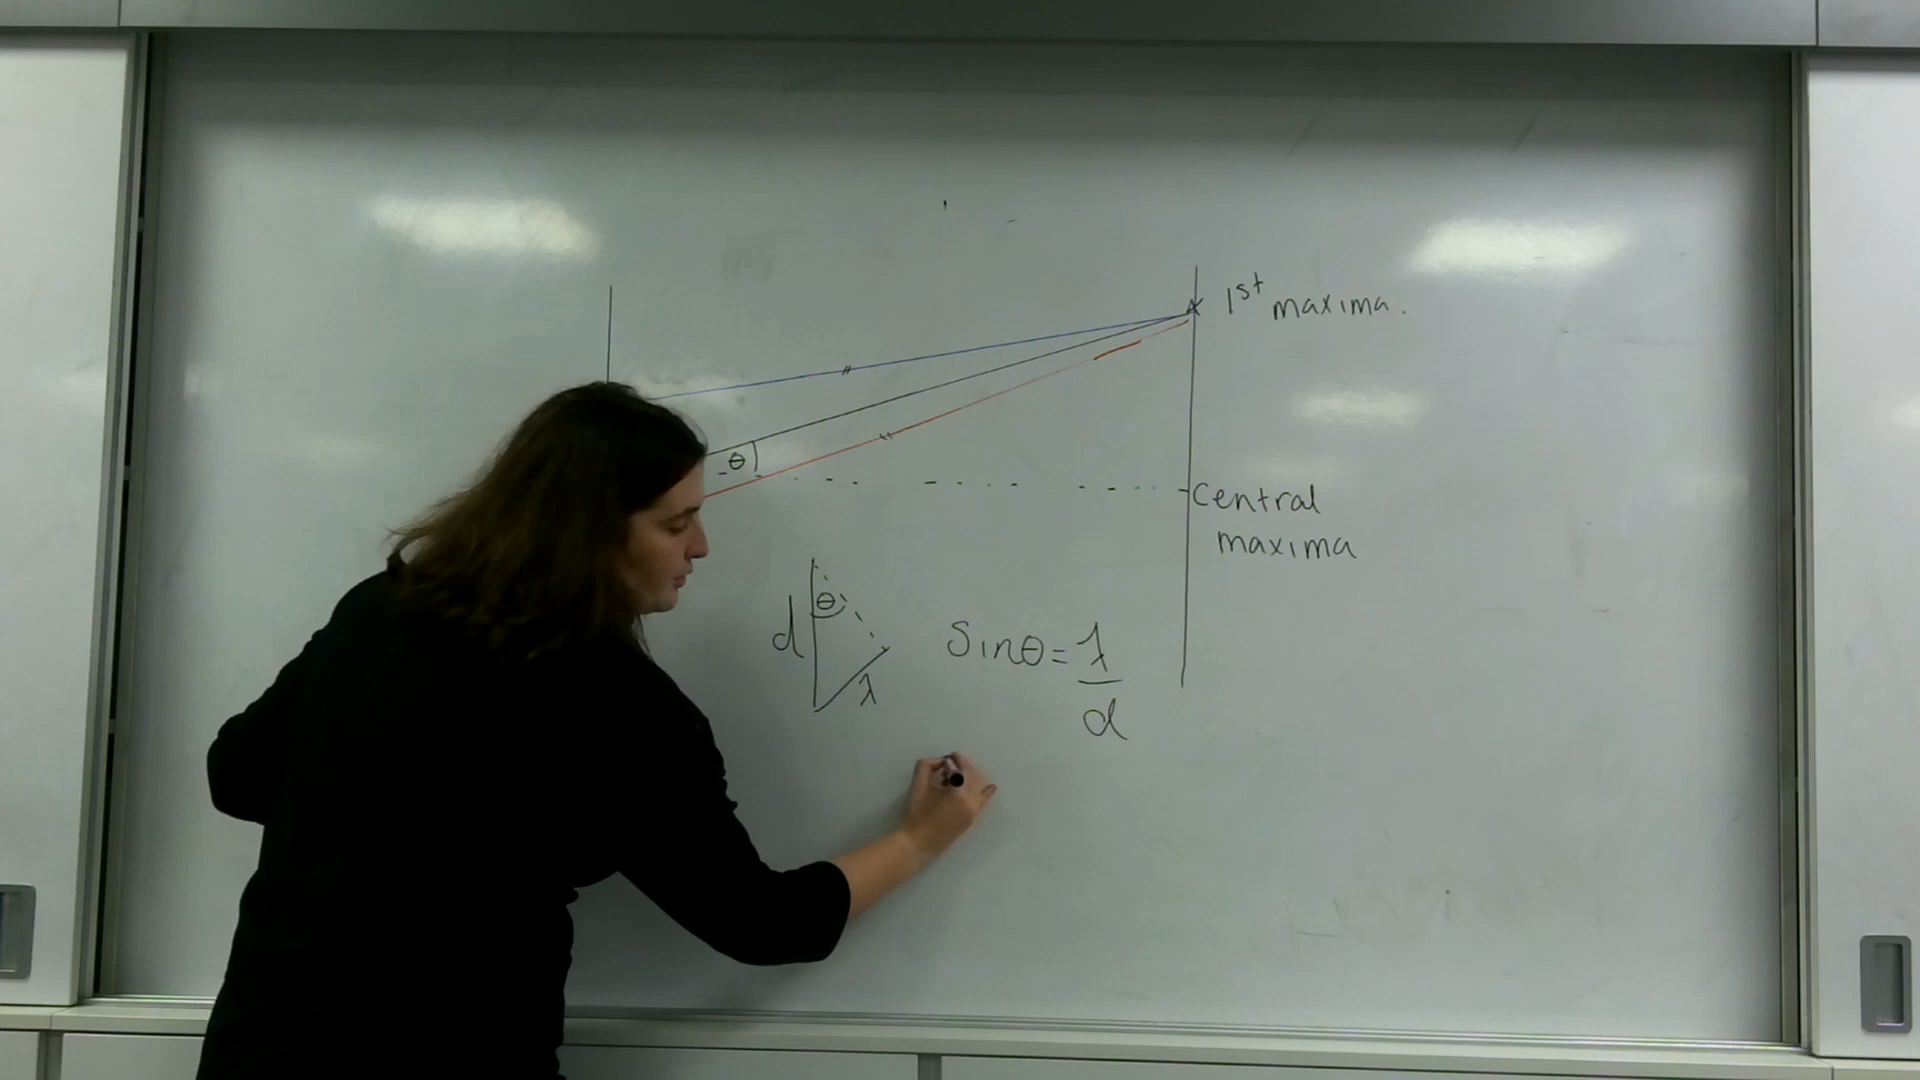 1st maxima.
θ
Central
maxima
θ
d
λ
Sinθ = λ
d